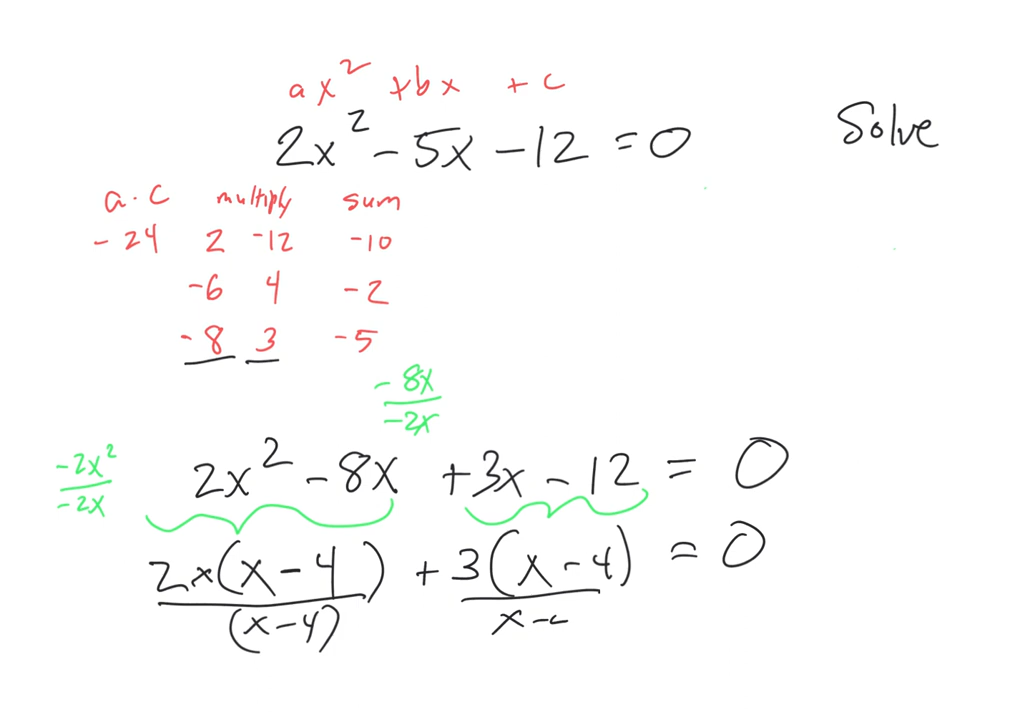 ax² +bx +c
2x² - 5x - 12 = 0 Solve
a·c multiply sum
-24 2 -12 -10
-6 4 -2
-8 3 -5
-8x/-2x
-2x²/-2x
2x² - 8x +3x - 12 = 0
2x(x-4) + 3(x-4) = 0
(x-4) x-